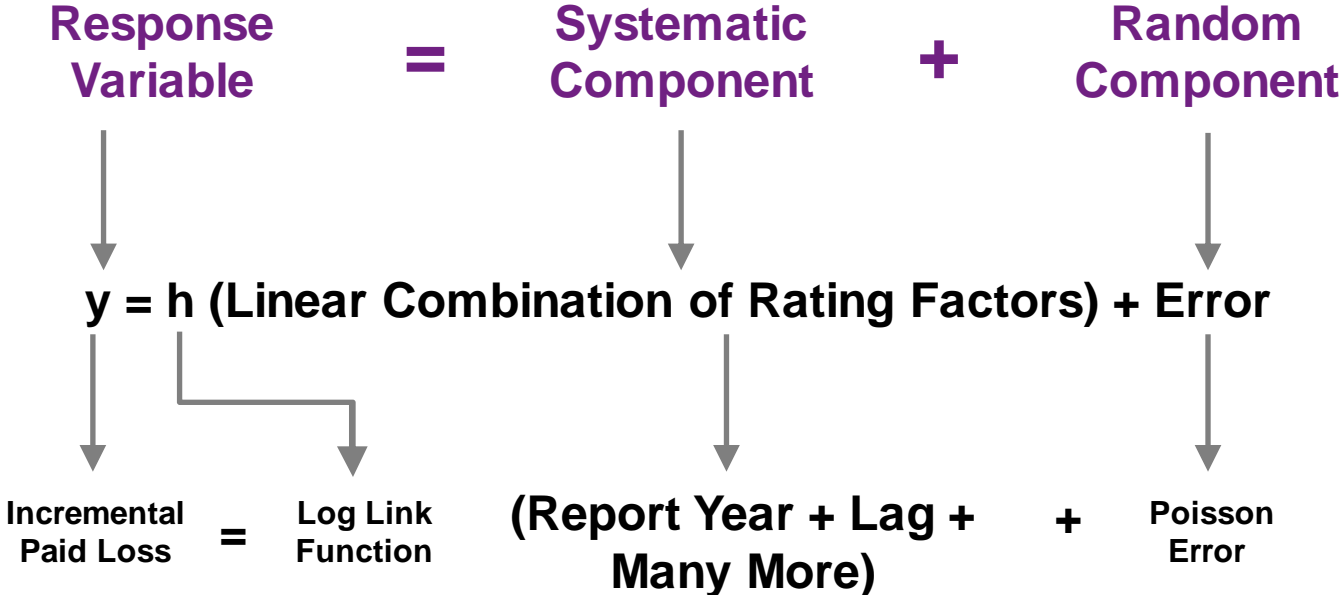 Response = Systematic + Random
Variable Component Component
y = h (Linear Combination of Rating Factors) + Error
Incremental = Log Link (Report Year + Lag + + Poisson
Paid Loss Function Many More) Error